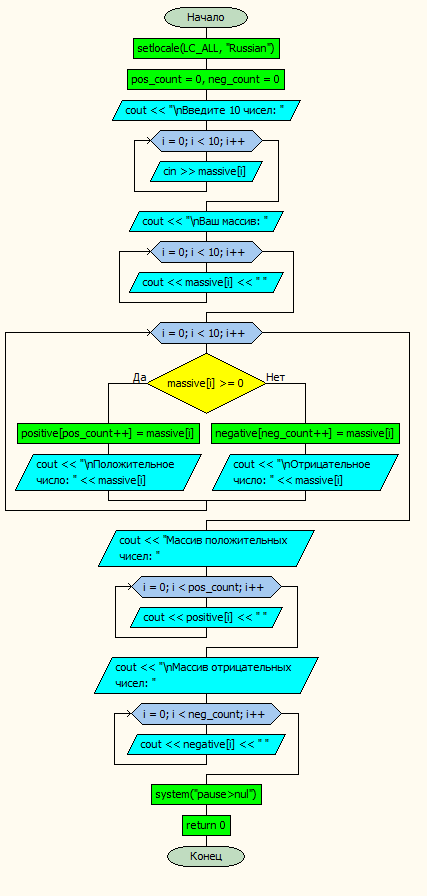 Начало
setlocale(LC_ALL, "Russian")
pos_count = 0, neg_count = 0
cout << "\nВведите 10 чисел: "
i = 0; i < 10; i++
cin >> massive[i]
cout << "\nВаш массив: "
i = 0; i < 10; i++
cout << massive[i] << " "
i = 0; i < 10; i++
Да
massive[i] >= 0
Нет
positive[pos_count++] = massive[i]
negative[neg_count++] = massive[i]
cout << "\nПоложительное
число: " << massive[i]
cout << "\nОтрицательное
число: " << massive[i]
cout << "Массив положительных
чисел: "
i = 0; i < pos_count; i++
cout << positive[i] << " "
cout << "\nМассив отрицательных
чисел: "
i = 0; i < neg_count; i++
cout << negative[i] << " "
system("pause>nul")
return 0
Конец